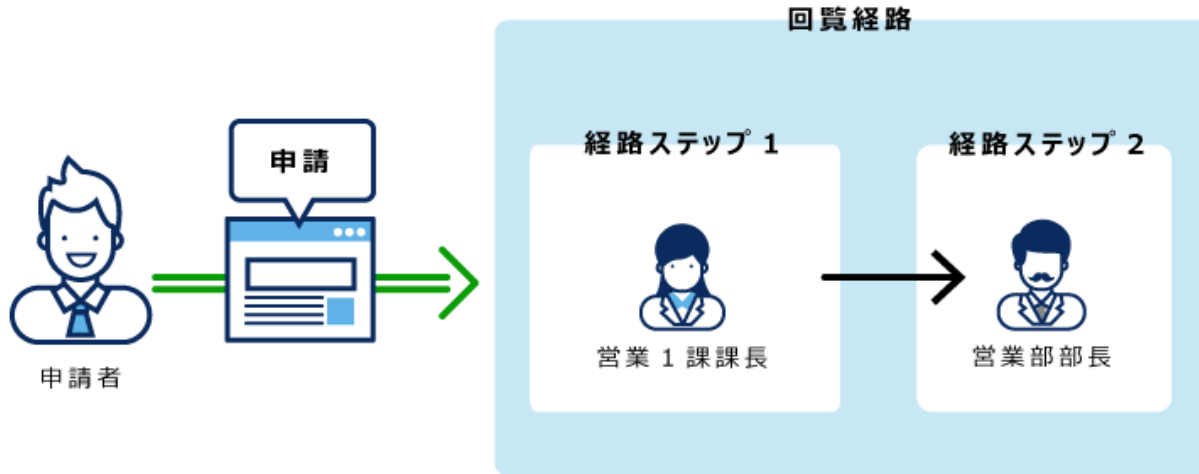 回覧経路
申請
経路ステップ 1
経路ステップ 2
申請者
営業 1 課課長
営業部部長